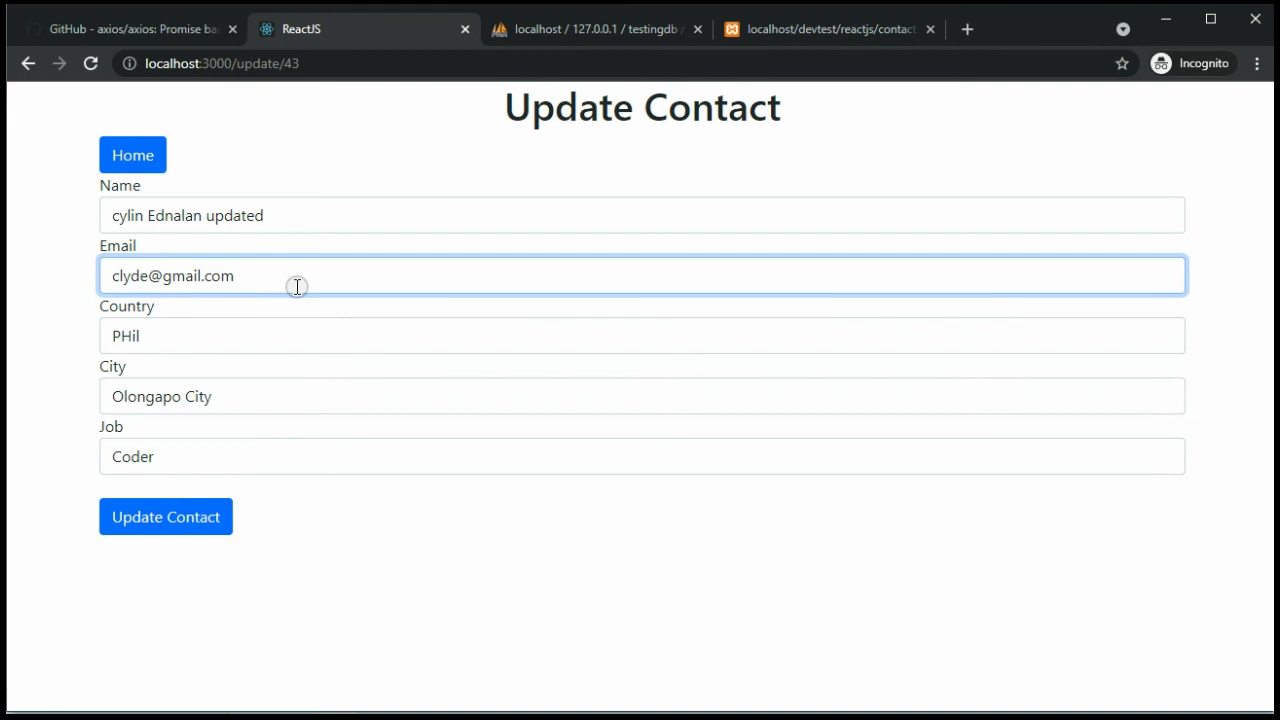 GitHub - axios/axios: Promise ba
ReactJS
localhost / 127.0.0.1 / testingdb /
localhost/devtest/reactjs/contact
localhost:3000/update/43
Incognito
Update Contact
Home
Name
cylin Ednalan updated
Email
clyde@gmail.com
Country
PHil
City
Olongapo City
Job
Coder
Update Contact